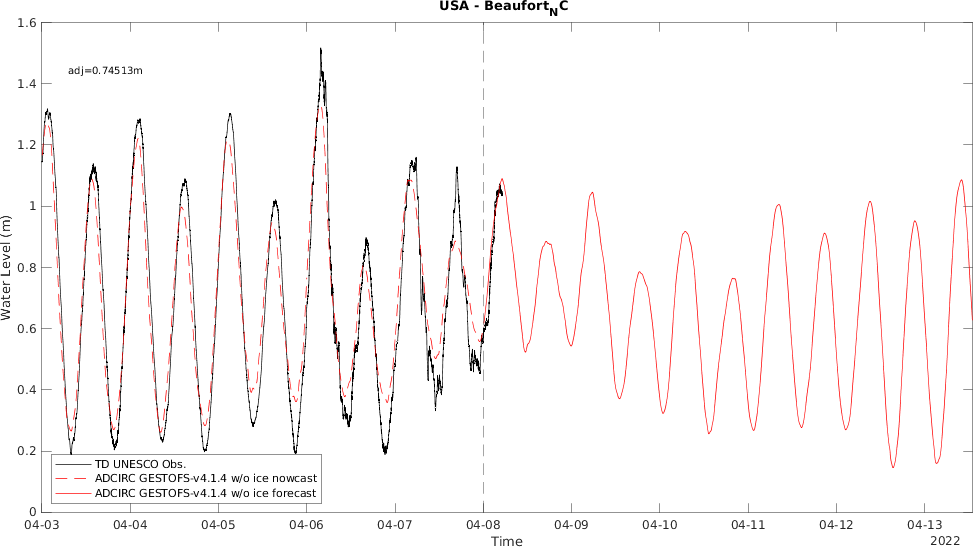 USA - Beaufort_NC
1.6
1.4
1.2
1
0.8
0.6
0.4
0.2
0
Water Level (m)
adj=0.74513m
TD UNESCO Obs.
ADCIRC GESTOFS-v4.1.4 w/o ice nowcast
ADCIRC GESTOFS-v4.1.4 w/o ice forecast
04-03 04-04 04-05 04-06 04-07 04-08 04-09 04-10 04-11 04-12 04-13
Time
2022